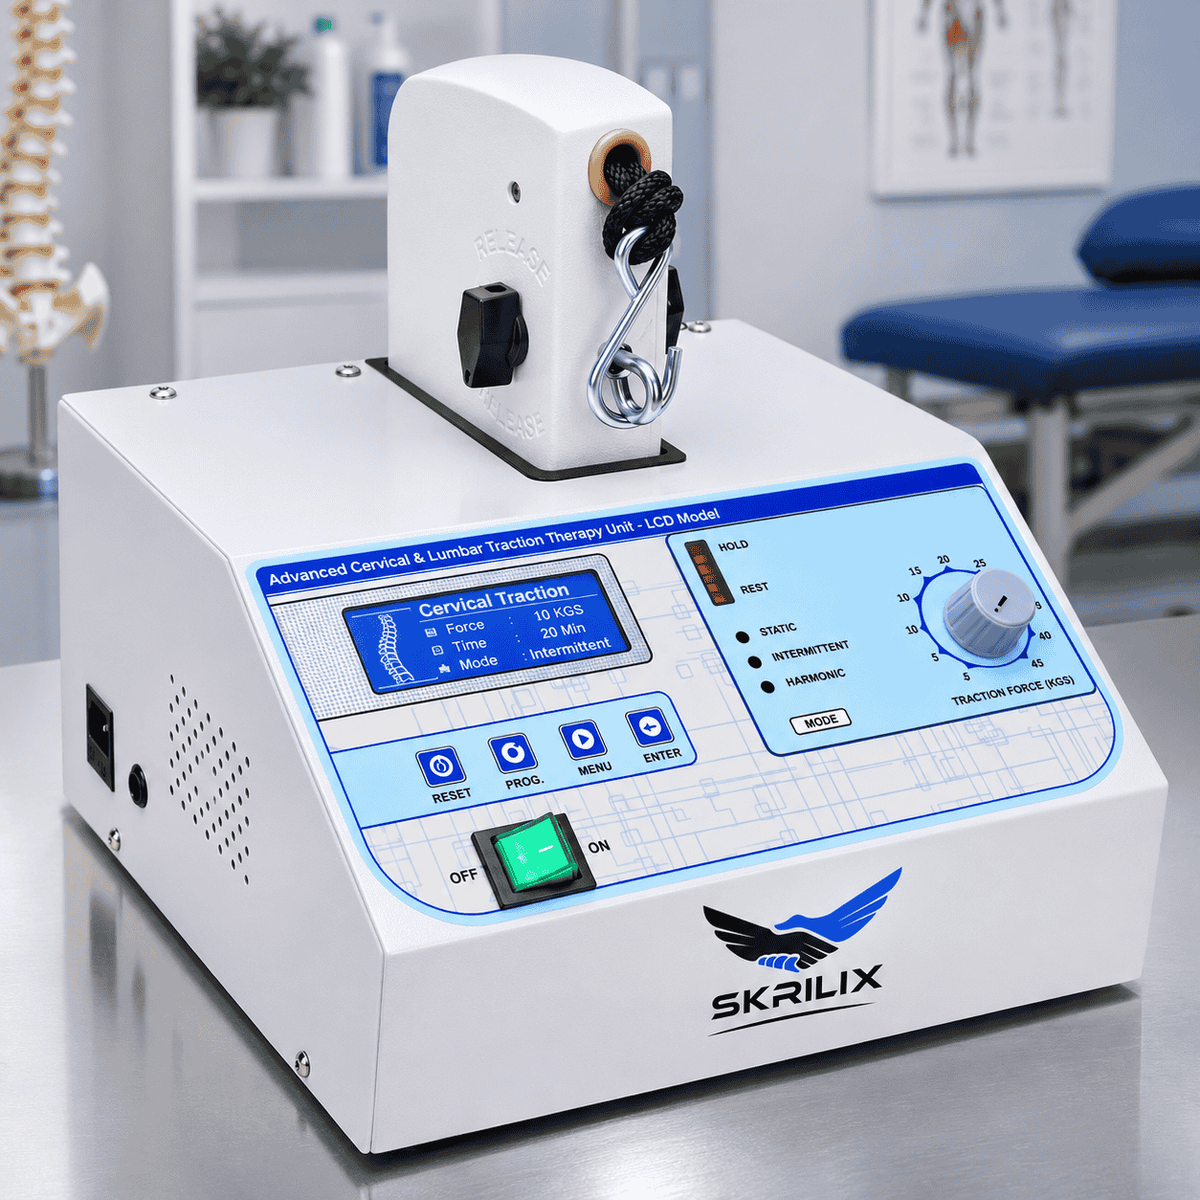 RELEASE
RELEASE
Advanced Cervical & Lumbar Traction Therapy Unit - LCD Model
Cervical Traction
Force : 10 KGS
Time : 20 Min
Mode : Intermittent
HOLD
REST
STATIC
INTERMITTENT
HARMONIC
MODE
5
5
10
10
15
20
25
9
40
45
TRACTION FORCE (KGS)
RESET
PROG.
MENU
ENTER
OFF
ON
SKRILIX